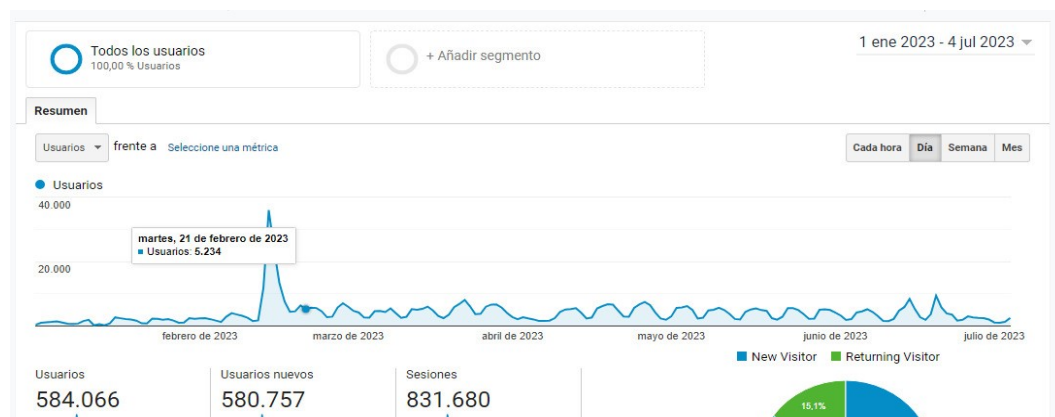 Todos los usuarios
100,00 % Usuarios
+ Añadir segmento
1 ene 2023 - 4 jul 2023
Resumen
Usuarios frente a Seleccione una métrica
Cada hora Día Semana Mes
Usuarios
40.000
martes, 21 de febrero de 2023
Usuarios: 5.234
20.000
febrero de 2023 marzo de 2023 abril de 2023 mayo de 2023 junio de 2023 julio de 2023
New Visitor Returning Visitor
Usuarios Usuarios nuevos Sesiones
584.066 580.757 831.680
15,1%